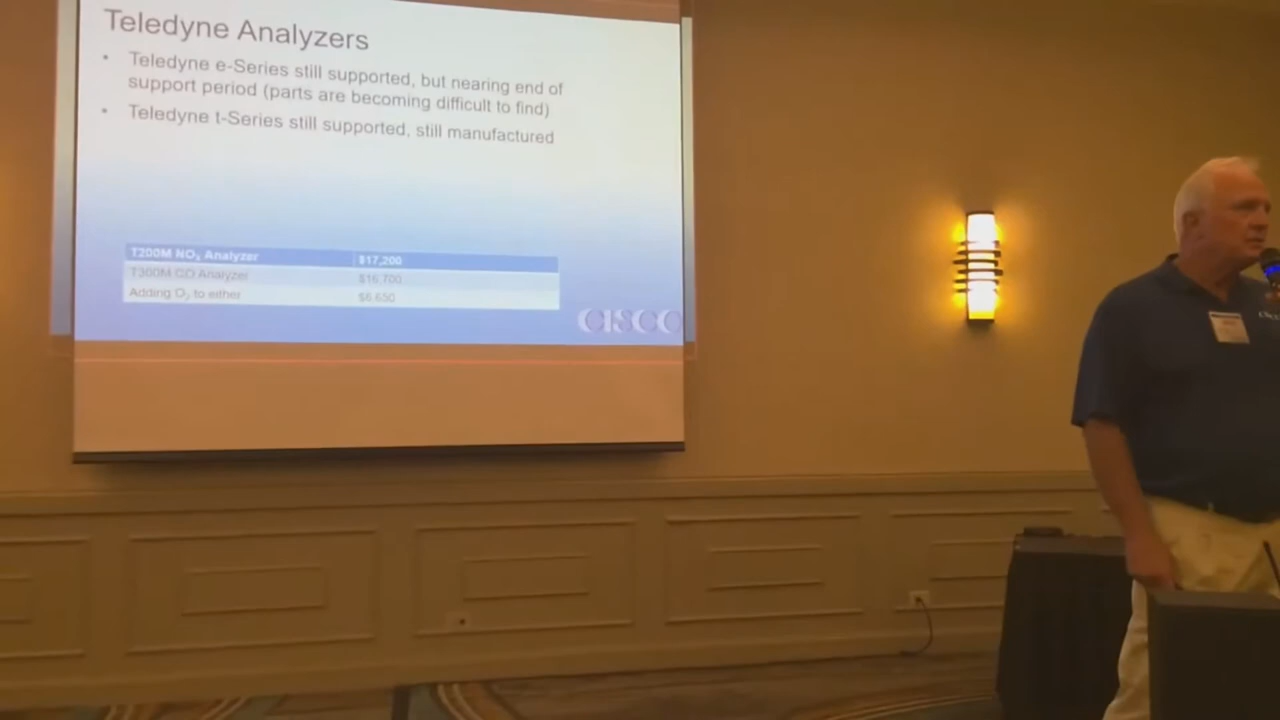 Teledyne Analyzers
• Teledyne e-Series still supported, but nearing end of
support period (parts are becoming difficult to find)
• Teledyne t-Series still supported, still manufactured
T200M NOₓ Analyzer $17,200
T300M CO Analyzer $16,700
Adding O₂ to either $6,650
CISCO